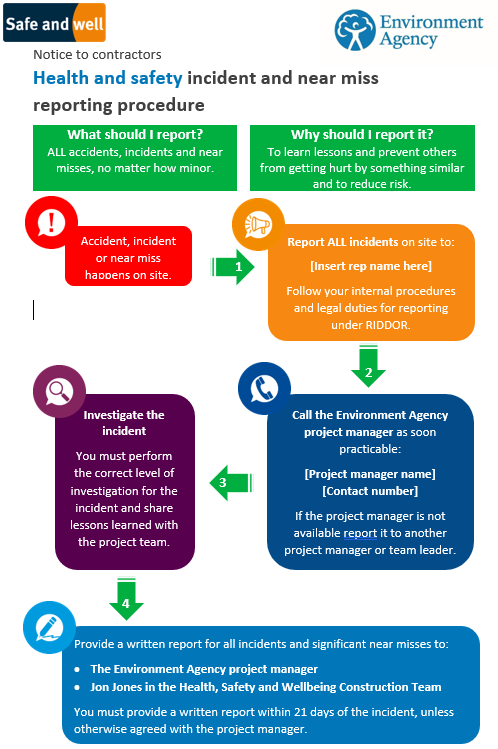 Safe and well
Environment
Agency
Notice to contractors
Health and safety incident and near miss
reporting procedure
What should I report?
ALL accidents, incidents and near
misses, no matter how minor.
Why should I report it?
To learn lessons and prevent others
from getting hurt by something similar
and to reduce risk.
Accident, incident
or near miss
happens on site.
1
Report ALL incidents on site to:
[Insert rep name here]
Follow your internal procedures
and legal duties for reporting
under RIDDOR.
2
Call the Environment Agency
project manager as soon
practicable:
[Project manager name]
[Contact number]
If the project manager is not
available report it to another
project manager or team leader.
3
Investigate the
incident
You must perform
the correct level of
investigation for the
incident and share
lessons learned with
the project team.
4
Provide a written report for all incidents and significant near misses to:
• The Environment Agency project manager
• Jon Jones in the Health, Safety and Wellbeing Construction Team
You must provide a written report within 21 days of the incident, unless
otherwise agreed with the project manager.